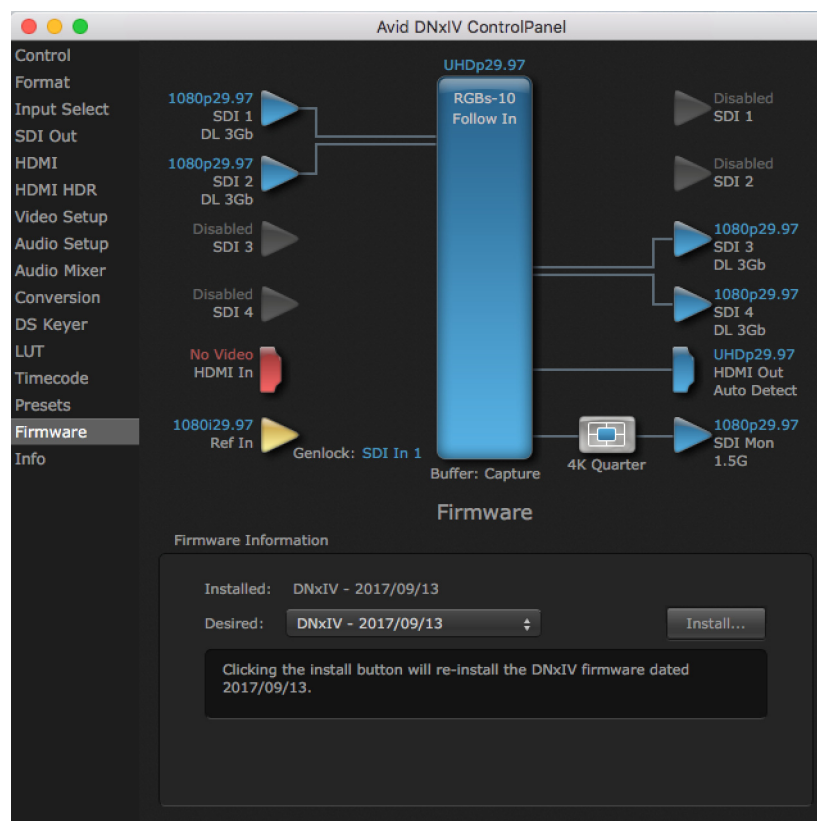 Avid DNxIV ControlPanel
Control
Format
Input Select
SDI Out
HDMI
HDMI HDR
Video Setup
Audio Setup
Audio Mixer
Conversion
DS Keyer
LUT
Timecode
Presets
Firmware
Info
1080p29.97
SDI 1
DL 3Gb
1080p29.97
SDI 2
DL 3Gb
Disabled
SDI 3
Disabled
SDI 4
No Video
HDMI In
1080i29.97
Ref In
Genlock: SDI In 1
UHDp29.97
RGBs-10
Follow In
Buffer: Capture
4K Quarter
Disabled
SDI 1
Disabled
SDI 2
1080p29.97
SDI 3
DL 3Gb
1080p29.97
SDI 4
DL 3Gb
UHDp29.97
HDMI Out
Auto Detect
1080p29.97
SDI Mon
1.5G
Firmware
Firmware Information
Installed: DNxIV - 2017/09/13
Desired: DNxIV - 2017/09/13 Install...
Clicking the install button will re-install the DNxIV firmware dated
2017/09/13.